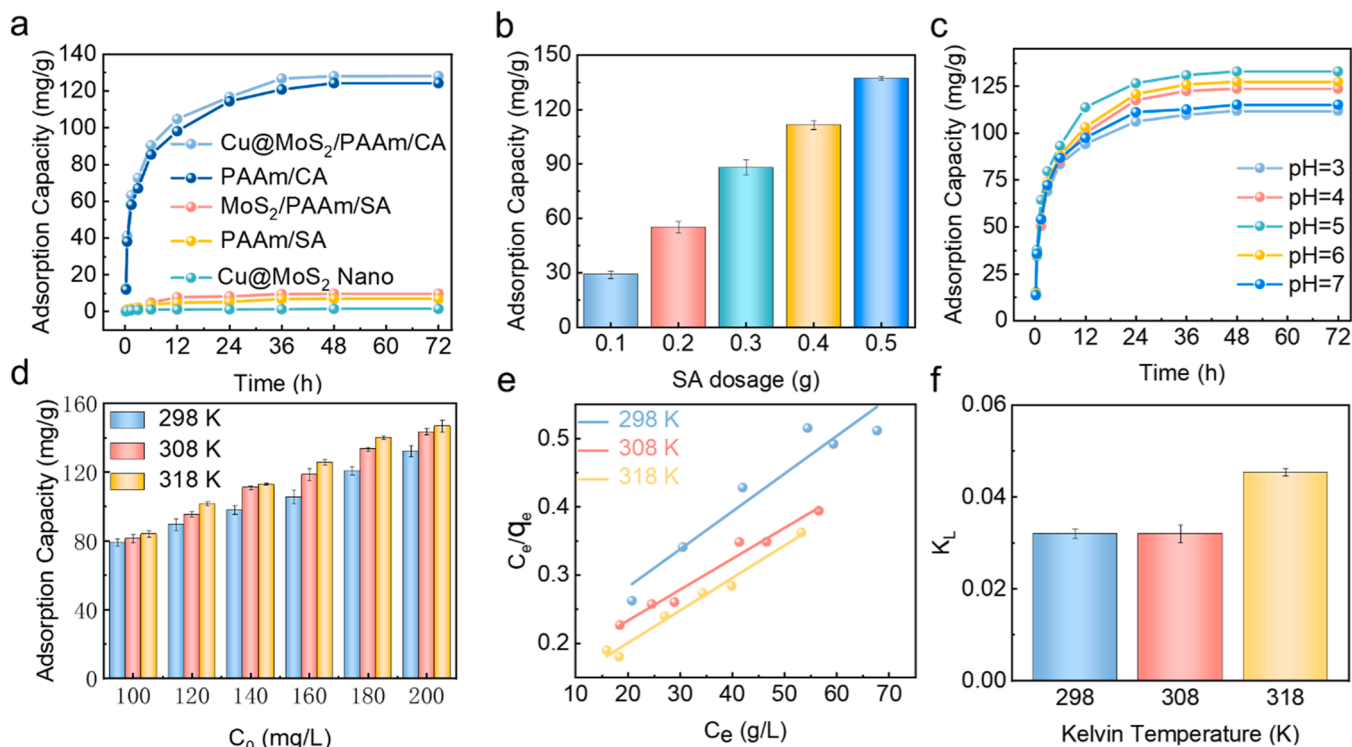 a
Adsorption Capacity (mg/g)
140
120
100
80
60
40
20
0
Cu@MoS₂/PAAm/CA
PAAm/CA
MoS₂/PAAm/SA
PAAm/SA
Cu@MoS₂ Nano
0 12 24 36 48 60 72
Time (h)
b
Adsorption Capacity (mg/g)
150
120
90
60
30
0
0.1 0.2 0.3 0.4 0.5
SA dosage (g)
c
Adsorption Capacity (mg/g)
125
100
75
50
25
0
pH=3
pH=4
pH=5
pH=6
pH=7
0 12 24 36 48 60 72
Time (h)
d
Adsorption Capacity (mg/g)
160
120
80
40
0
298 K
308 K
318 K
100 120 140 160 180 200
C₀ (mg/L)
e
Cₑ/qₑ
0.5
0.4
0.3
0.2
298 K
308 K
318 K
10 20 30 40 50 60 70
Cₑ (g/L)
f
K_L
0.06
0.04
0.02
0.00
298 308 318
Kelvin Temperature (K)